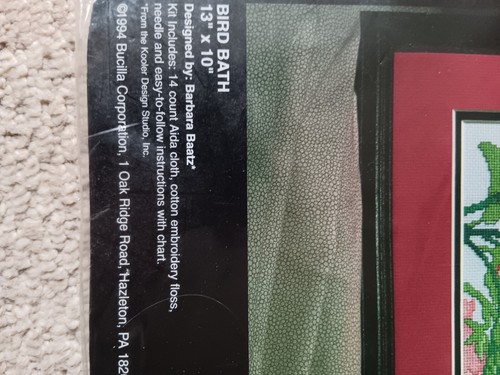 BIRD BATH
13" x 10"
Designed by: Barbara Baatz*
Kit Includes: 14 count Aida cloth, cotton embroidery floss,
needle and easy-to-follow instructions with chart.
*From the Kooler Design Studio, Inc.
©1994 Bucilla Corporation, 1 Oak Ridge Road, Hazleton, PA 182